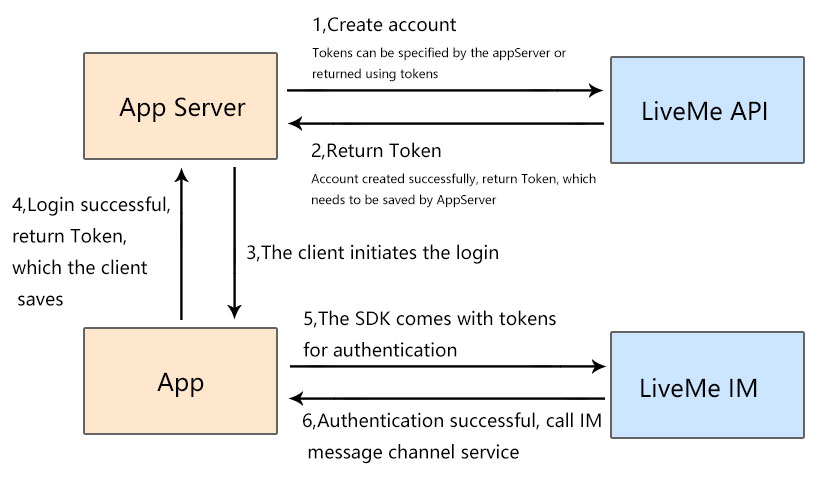 1,Create account
Tokens can be specified by the appServer or
returned using tokens
App Server
LiveMe API
2,Return Token
Account created successfully, return Token, which
needs to be saved by AppServer
4,Login successful,
return Token,
which the client
saves
3,The client initiates the login
5,The SDK comes with tokens
for authentication
App
LiveMe IM
6,Authentication successful, call IM
message channel service